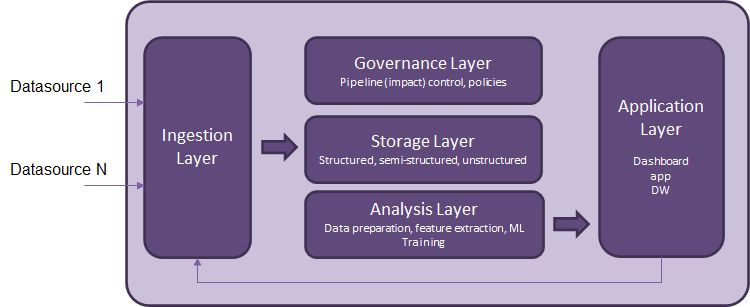 Datasource 1
Datasource N
Ingestion
Layer
Governance Layer
Pipeline (impact) control, policies
Storage Layer
Structured, semi-structured, unstructured
Analysis Layer
Data preparation, feature extraction, ML
Training
Application
Layer
Dashboard
app
DW